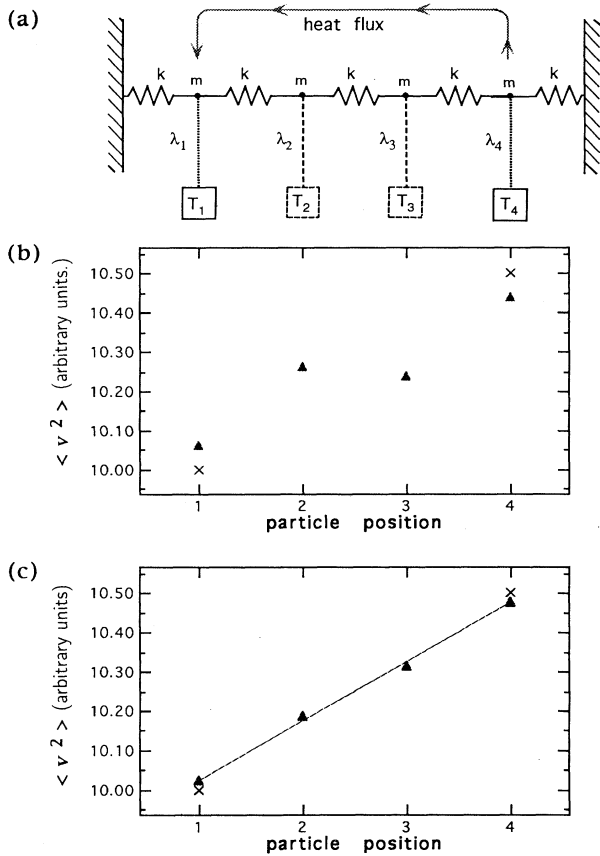 (a)
heat flux
k m k m k m k m k
λ1 λ2 λ3 λ4
T1 T2 T3 T4
(b)
< v 2 > (arbitrary units.)
10.50
10.40
10.30
10.20
10.10
10.00
1 2 3 4
particle position
(c)
< v 2 > (arbitrary units)
10.50
10.40
10.30
10.20
10.10
10.00
1 2 3 4
particle position